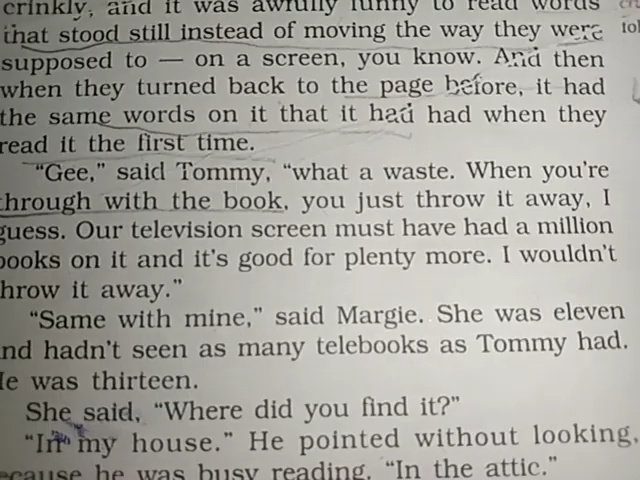 crinkly, and it was awfully funny to read words
that stood still instead of moving the way they were
supposed to — on a screen, you know. And then
when they turned back to the page before, it had
the same words on it that it had had when they
read it the first time.
“Gee,” said Tommy, “what a waste. When you're
through with the book, you just throw it away, I
guess. Our television screen must have had a million
books on it and it's good for plenty more. I wouldn't
throw it away.”
“Same with mine,” said Margie. She was eleven
and hadn't seen as many telebooks as Tommy had.
He was thirteen.
She said, “Where did you find it?”
“In my house.” He pointed without looking,
because he was busy reading. “In the attic.”